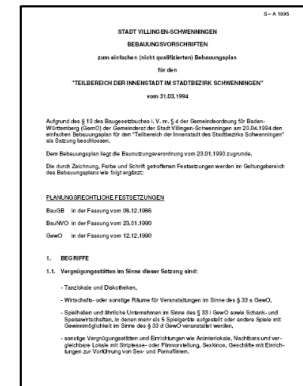 S – A 1995
STADT VILLINGEN-SCHWENNINGEN
BEBAUUNGSVORSCHRIFTEN
zum einfachen (nicht qualifizierten) Bebauungsplan
für den
"TEILBEREICH DER INNENSTADT IM STADTBEZIRK SCHWENNINGEN"
vom 31.03.1994
Aufgrund des § 10 des Baugesetzbuches i. V. m. § 4 der Gemeindeordnung für Baden-
Württemberg (GemO) der Gemeinderat der Stadt Villingen-Schwenningen am 20.04.1994 den
einfachen Bebauungsplan für den "Teilbereich der Innenstadt des Stadtbezirks Schwenningen"
als Satzung beschlossen.
Dem Bebauungsplan liegt die Baunutzungsverordnung vom 23.01.1990 zugrunde.
Die durch Zeichnung, Farbe und Schrift getroffenen Festsetzungen werden im Geltungsbereich
des Bebauungsplans wie folgt ergänzt:
PLANUNGSRECHTLICHE FESTSETZUNGEN
BauGB in der Fassung vom 08.12.1986
BauNVO in der Fassung vom 23.01.1990
GewO in der Fassung vom 12.12.1990
1. BEGRIFFE
1.1. Vergnügungsstätten im Sinne dieser Satzung sind:
- Tanzlokale und Diskotheken,
- Wirtschafts- oder sonstige Räume für Veranstaltungen im Sinne des § 33 a GewO,
- Spielhallen und ähnliche Unternehmen im Sinne des § 33 i GewO sowie Schank- und
Speisewirtschaften, in denen mehr als 5 Spielgeräte aufgestellt oder andere Spiele mit
Gewinnmöglichkeit im Sinne des § 33 d GewO veranstaltet werden,
- sonstige Vergnügungsstätten und Einrichtungen wie Animierlokale, Nachtbars und ver-
gleichbare Lokale mit Striptease- oder Filmvorstellung, Sexkinos, Geschäfte mit Einrich-
tungen zur Vorführung von Sex- und Pornofilmen.